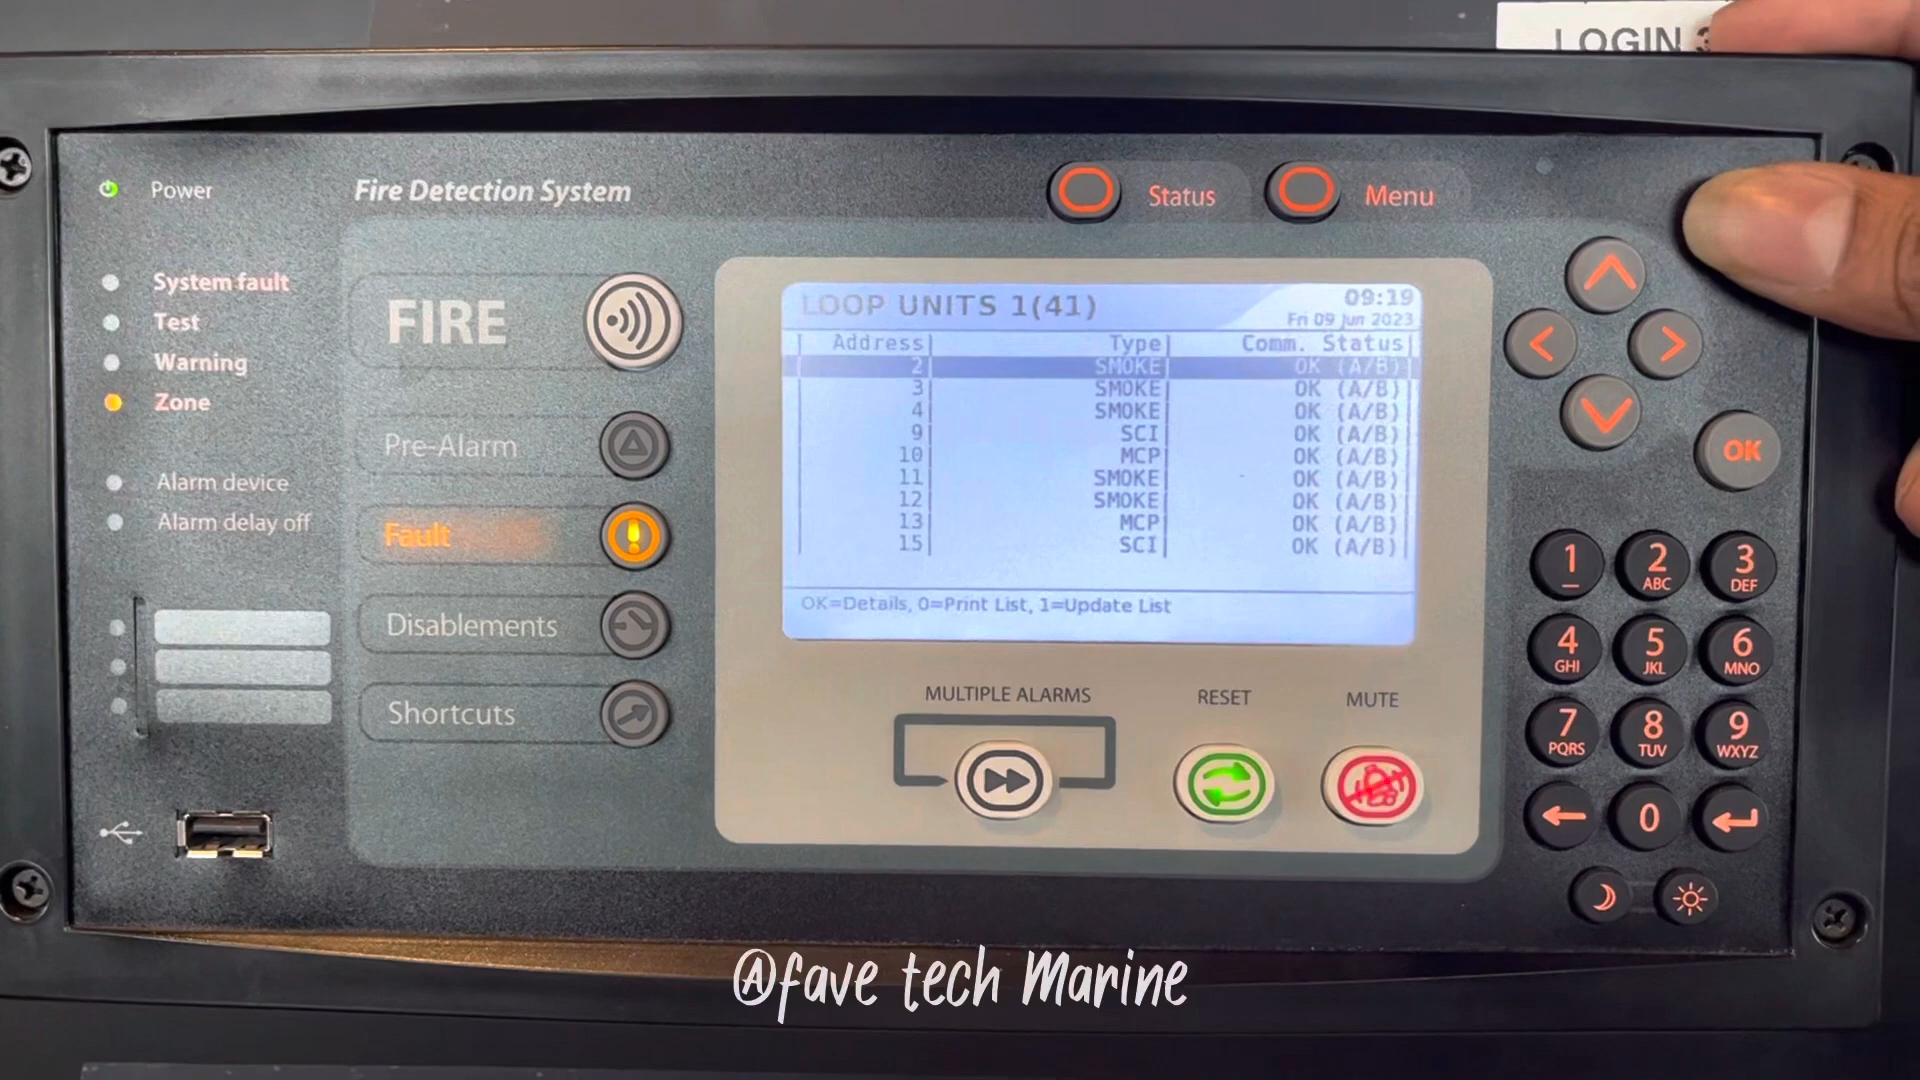 LOGIN 3
Power
Fire Detection System
Status
Menu
System fault
Test
Warning
Zone
Alarm device
Alarm delay off
FIRE
Pre-Alarm
Fault
Disablements
Shortcuts
LOOP UNITS 1(41)
09:19
Fri 09 Jun 2023
Address| Type| Comm. Status|
2| SMOKE| OK (A/B)|
3| SMOKE| OK (A/B)|
4| SMOKE| OK (A/B)|
9| SCI| OK (A/B)|
10| MCP| OK (A/B)|
11| SMOKE| OK (A/B)|
12| SMOKE| OK (A/B)|
13| MCP| OK (A/B)|
15| SCI| OK (A/B)|
OK=Details, 0=Print List, 1=Update List
MULTIPLE ALARMS
RESET
MUTE
OK
1
2 ABC
3 DEF
4 GHI
5 JKL
6 MNO
7 PQRS
8 TUV
9 WXYZ
0
@fave tech Marine